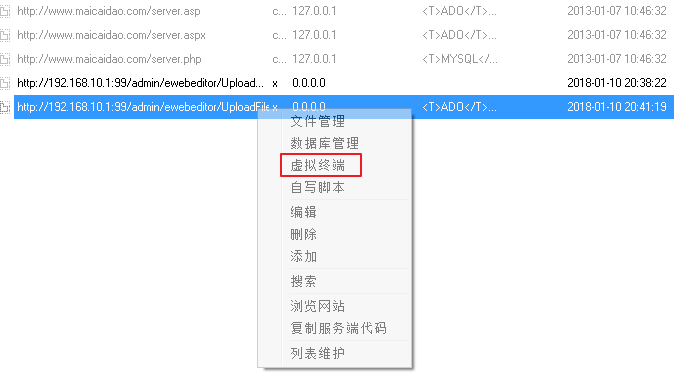 http://www.maicaidao.com/server.asp c... 127.0.0.1 <T>ADO</T>... 2013-01-07 10:46:32
http://www.maicaidao.com/server.aspx c... 127.0.0.1 <T>ADO</T>... 2013-01-07 10:46:32
http://www.maicaidao.com/server.php c... 127.0.0.1 <T>MYSQL</... 2013-01-07 10:46:32
http://192.168.10.1:99/admin/ewebeditor/Upload... x 0.0.0.0 2018-01-10 20:38:22
http://192.168.10.1:99/admin/ewebeditor/UploadFile x 0.0.0.0 <T>ADO</T>... 2018-01-10 20:41:19
文件管理
数据库管理
虚拟终端
自写脚本
编辑
删除
添加
搜索
浏览网站
复制服务端代码
列表维护